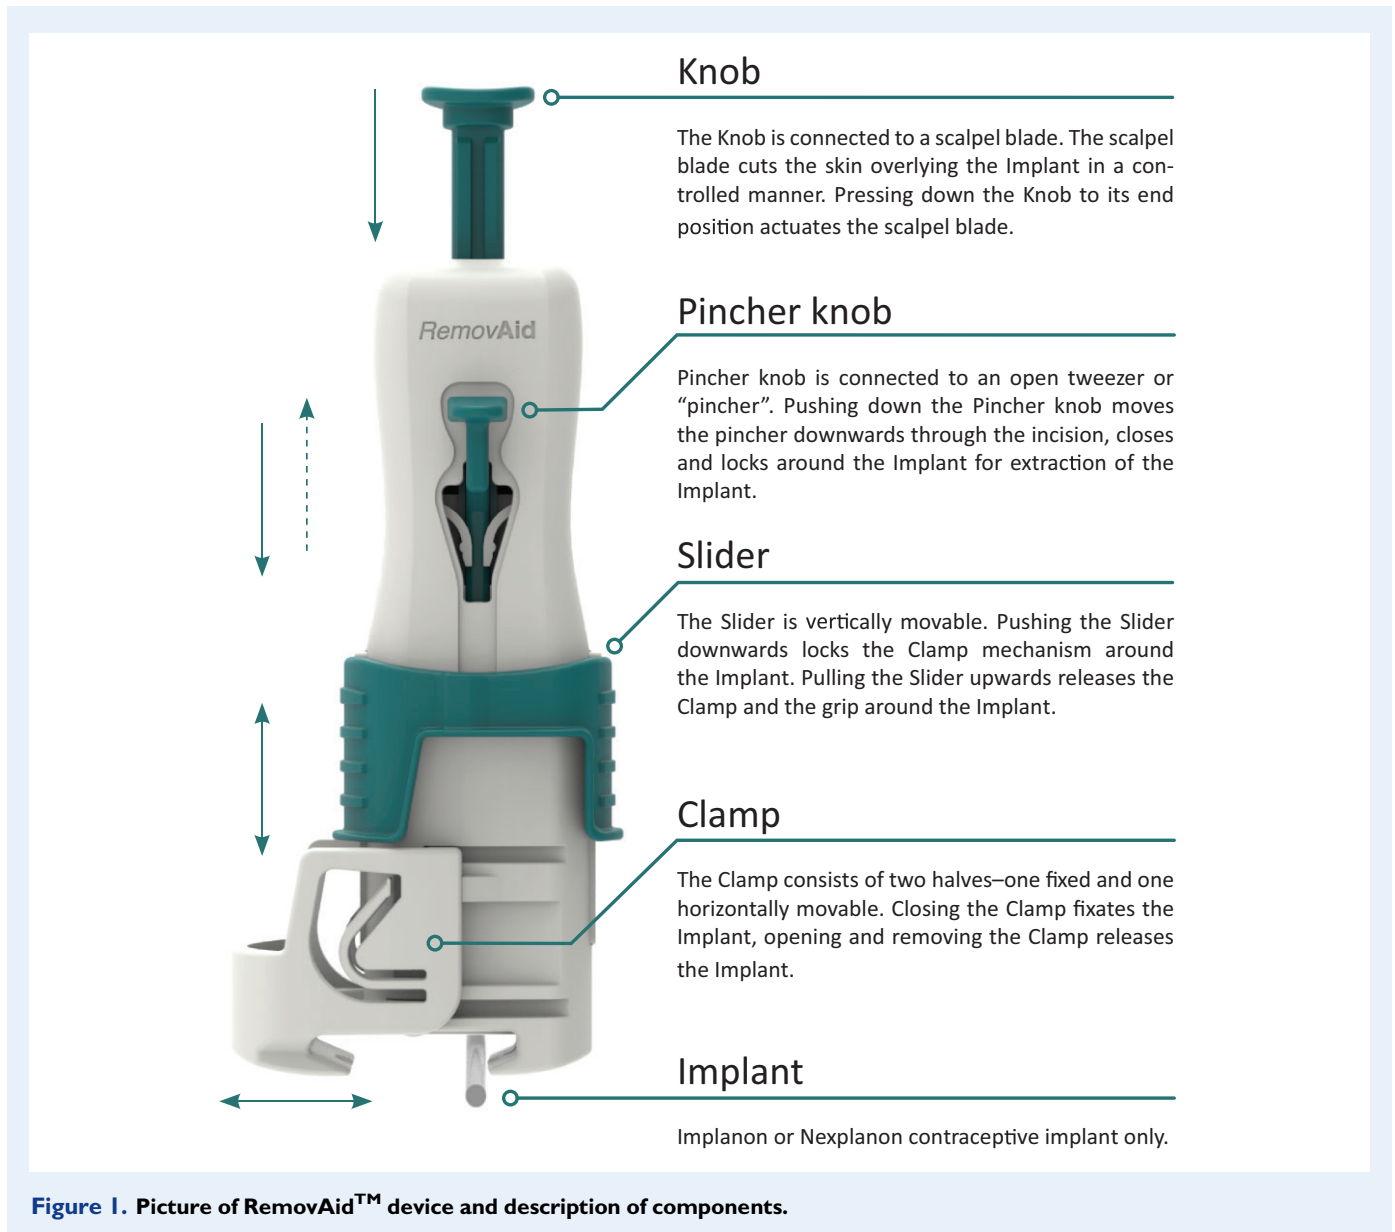 Knob
The Knob is connected to a scalpel blade. The scalpel
blade cuts the skin overlying the Implant in a con-
trolled manner. Pressing down the Knob to its end
position actuates the scalpel blade.
RemovAid
Pincher knob
Pincher knob is connected to an open tweezer or
“pincher”. Pushing down the Pincher knob moves
the pincher downwards through the incision, closes
and locks around the Implant for extraction of the
Implant.
Slider
The Slider is vertically movable. Pushing the Slider
downwards locks the Clamp mechanism around
the Implant. Pulling the Slider upwards releases the
Clamp and the grip around the Implant.
Clamp
The Clamp consists of two halves–one fixed and one
horizontally movable. Closing the Clamp fixates the
Implant, opening and removing the Clamp releases
the Implant.
Implant
Implanon or Nexplanon contraceptive implant only.
Figure 1. Picture of RemovAid™ device and description of components.